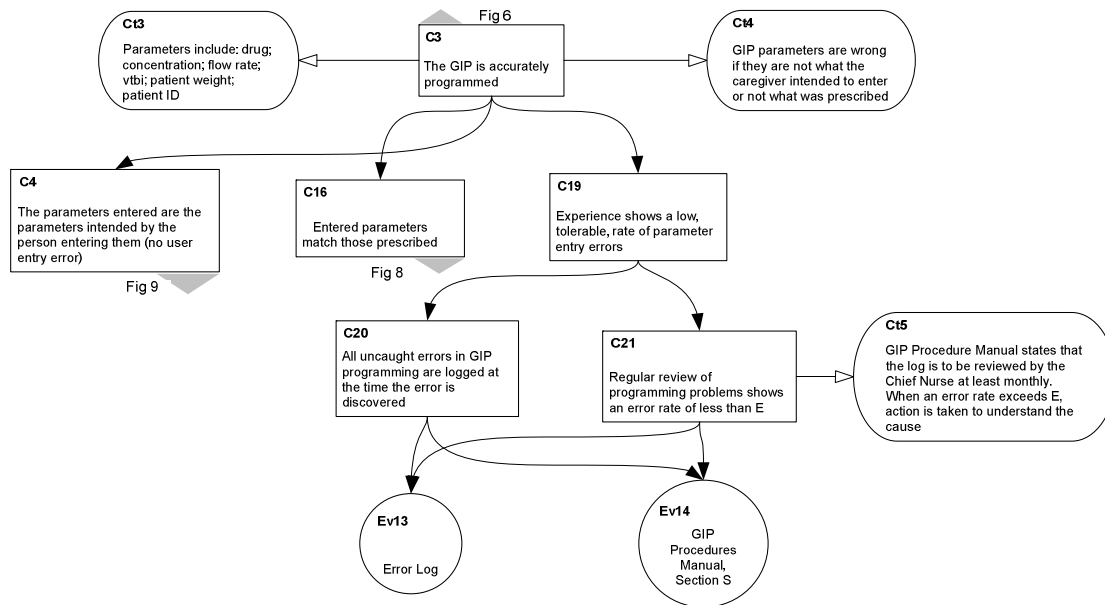 Fig 6
Ct3
Parameters include: drug;
concentration; flow rate;
vtbi; patient weight;
patient ID
C3
The GIP is accurately
programmed
Ct4
GIP parameters are wrong
if they are not what the
caregiver intended to enter
or not what was prescribed
C4
The parameters entered are the
parameters intended by the
person entering them (no user
entry error)
Fig 9
C16
Entered parameters
match those prescribed
Fig 8
C19
Experience shows a low,
tolerable, rate of parameter
entry errors
C20
All uncaught errors in GIP
programming are logged at
the time the error is
discovered
C21
Regular review of
programming problems shows
an error rate of less than E
Ct5
GIP Procedure Manual states that
the log is to be reviewed by the
Chief Nurse at least monthly.
When an error rate exceeds E,
action is taken to understand the
cause
Ev13
Error Log
Ev14
GIP
Procedures
Manual,
Section S